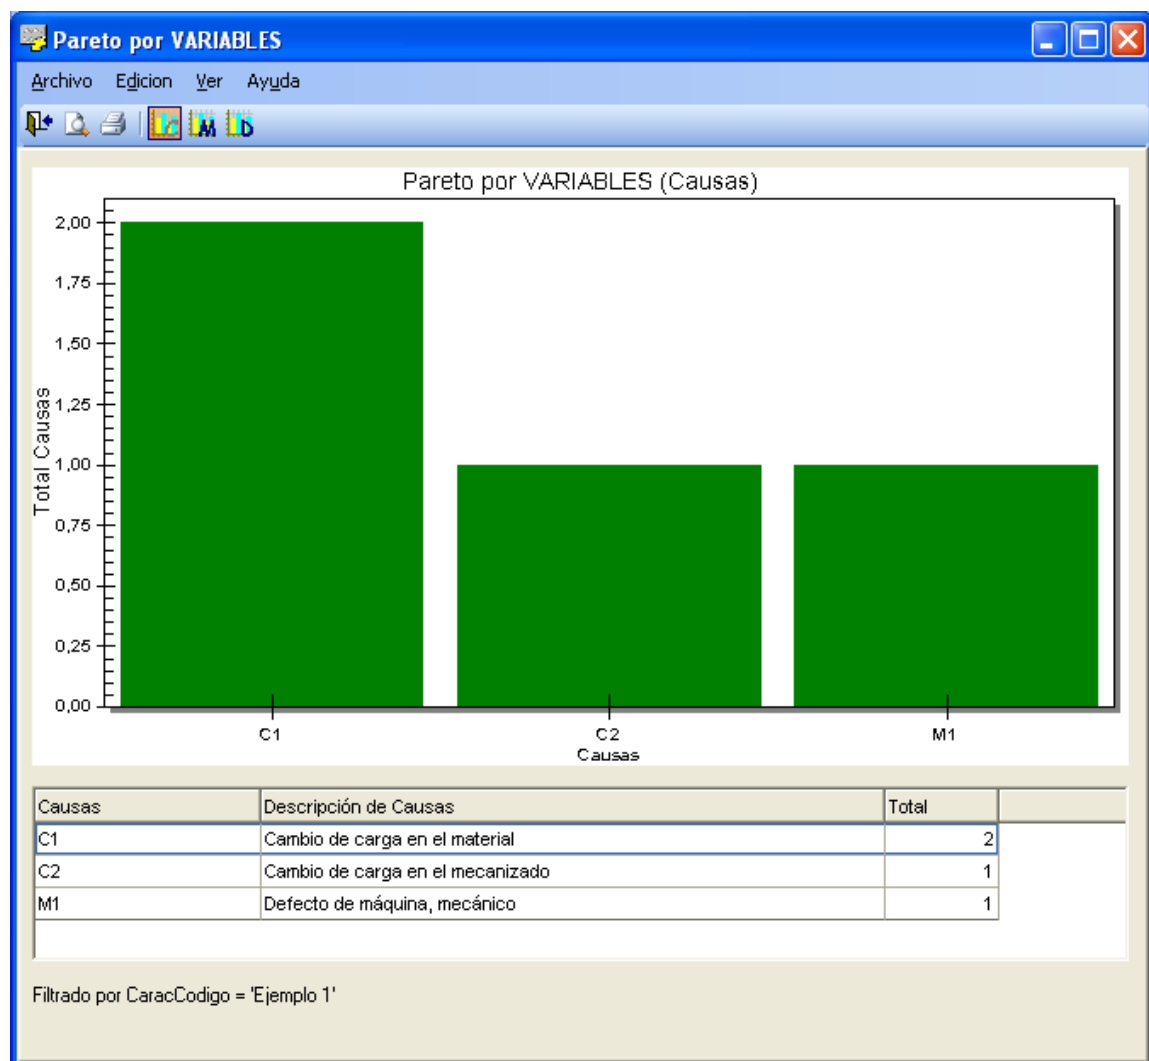 Pareto por VARIABLES
Archivo Edicion Ver Ayuda
Pareto por VARIABLES (Causas)
Total Causas
2,00
1,75
1,50
1,25
1,00
0,75
0,50
0,25
0,00
C1 C2 M1
Causas
Causas Descripción de Causas Total
C1 Cambio de carga en el material 2
C2 Cambio de carga en el mecanizado 1
M1 Defecto de máquina, mecánico 1
Filtrado por CaracCodigo = 'Ejemplo 1'